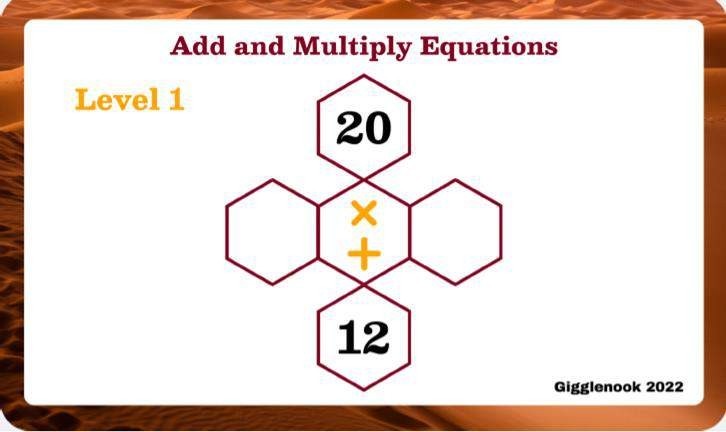 Add and Multiply Equations
Level 1
20
×
+
12
Gigglenook 2022